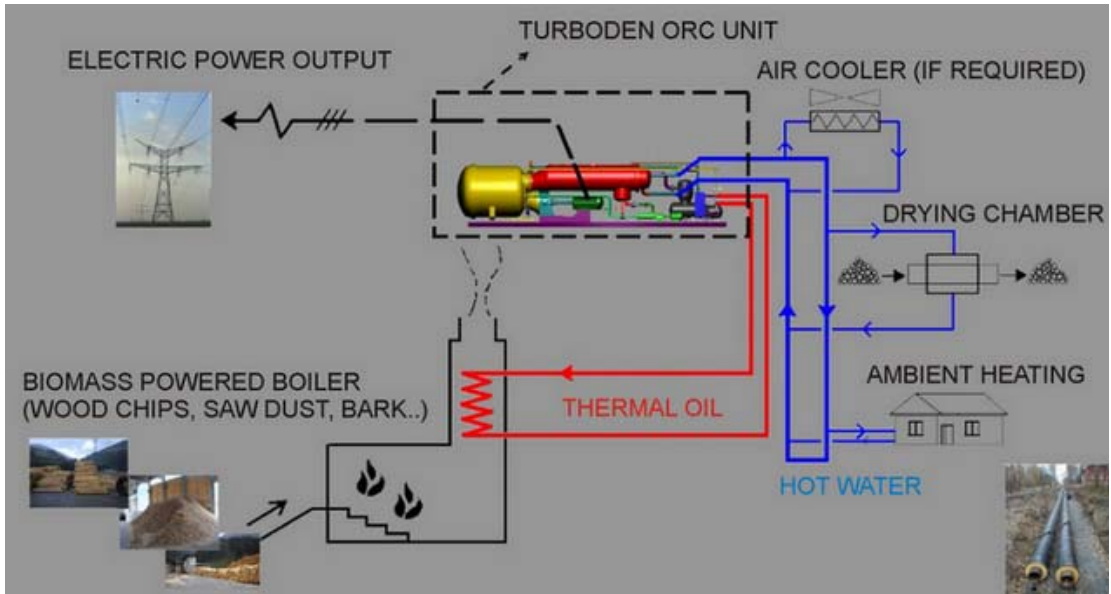 TURBODEN ORC UNIT
ELECTRIC POWER OUTPUT
AIR COOLER (IF REQUIRED)
DRYING CHAMBER
BIOMASS POWERED BOILER
(WOOD CHIPS, SAW DUST, BARK..)
THERMAL OIL
AMBIENT HEATING
HOT WATER